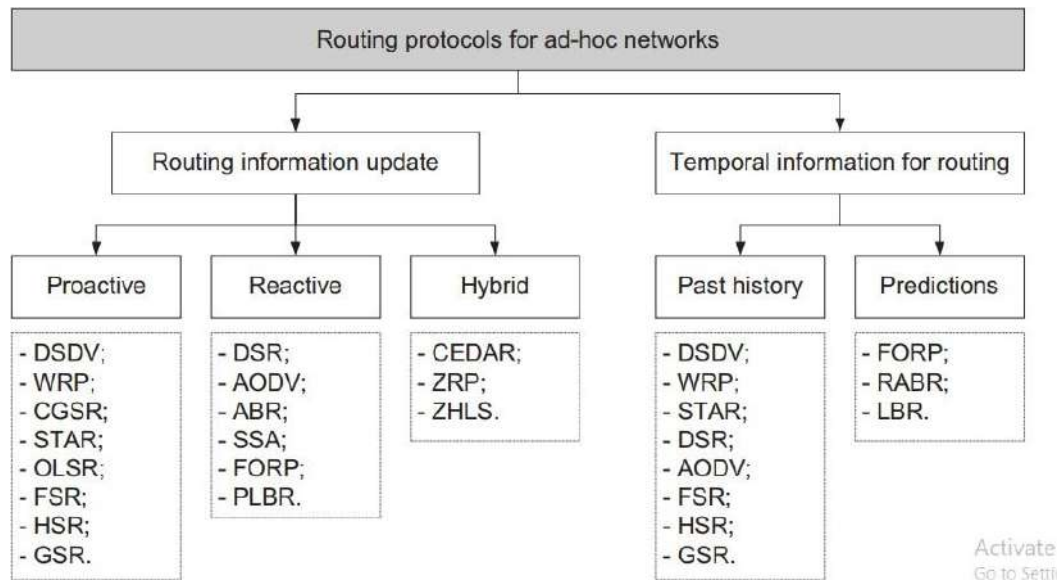 Routing protocols for ad-hoc networks
Routing information update
Temporal information for routing
Proactive
Reactive
Hybrid
Past history
Predictions
- DSDV;
- WRP;
- CGSR;
- STAR;
- OLSR;
- FSR;
- HSR;
- GSR.
- DSR;
- AODV;
- ABR;
- SSA;
- FORP;
- PLBR.
- CEDAR;
- ZRP;
- ZHLS.
- DSDV;
- WRP;
- STAR;
- DSR;
- AODV;
- FSR;
- HSR;
- GSR.
- FORP;
- RABR;
- LBR.
Activate
Go to